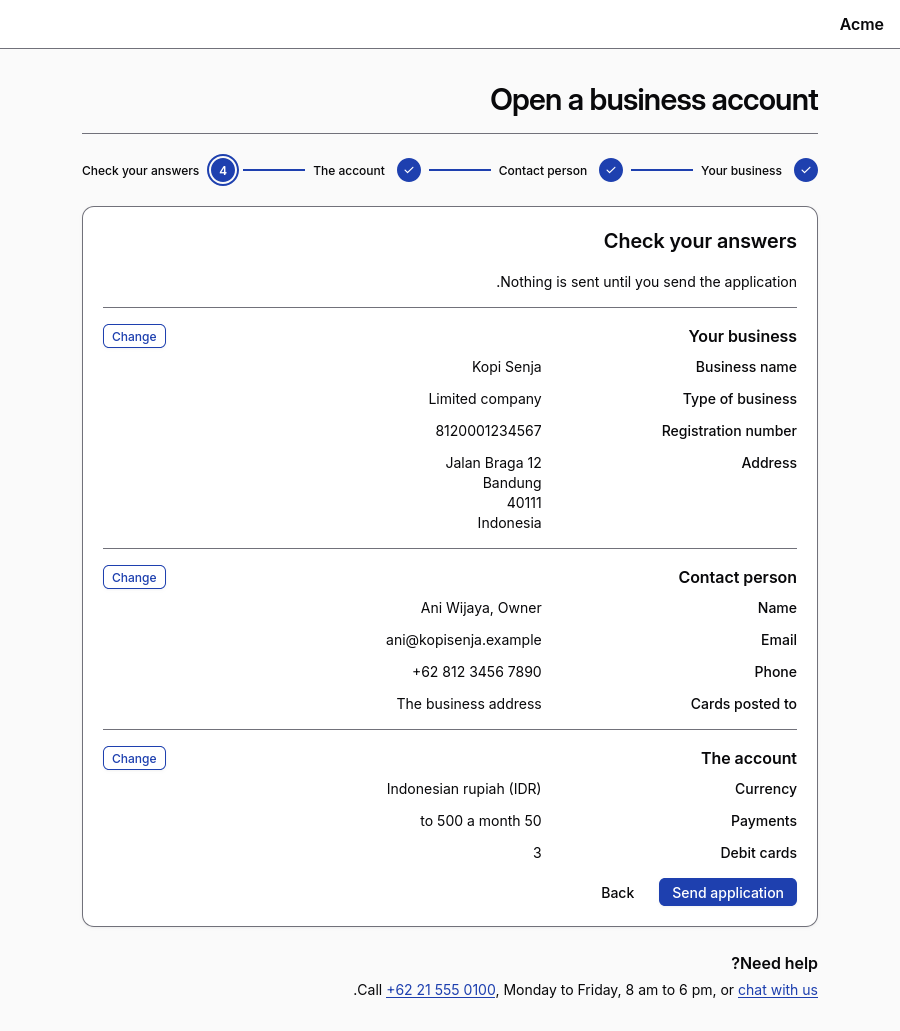 Acme
Open a business account
Your business
Contact person
The account
4 Check your answers
Check your answers
Nothing is sent until you send the application.
Your business
Change
Business name
Kopi Senja
Type of business
Limited company
Registration number
8120001234567
Address
Jalan Braga 12
Bandung
40111
Indonesia
Contact person
Change
Name
Ani Wijaya, Owner
Email
ani@kopisenja.example
Phone
+62 812 3456 7890
Cards posted to
The business address
The account
Change
Currency
Indonesian rupiah (IDR)
Payments
50 to 500 a month
Debit cards
3
Send application
Back
Need help?
Call +62 21 555 0100, Monday to Friday, 8 am to 6 pm, or chat with us.